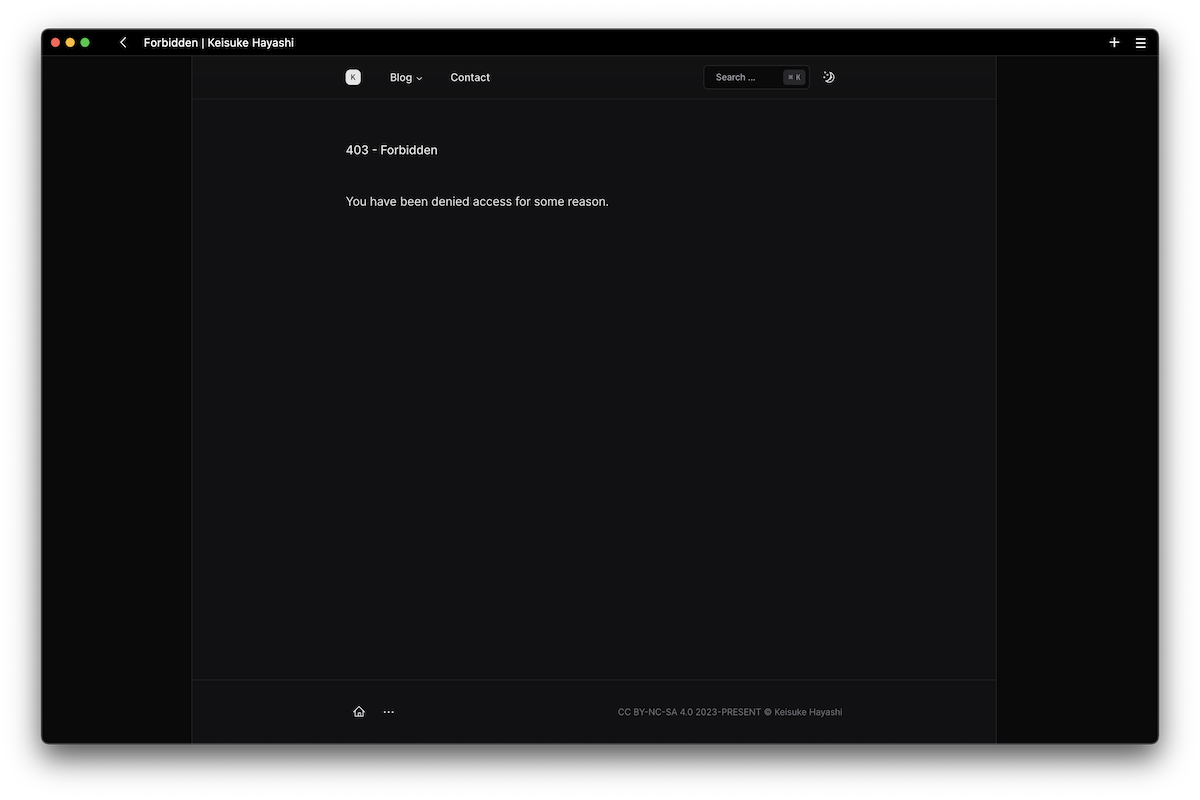 Forbidden | Keisuke Hayashi
K Blog Contact Search ... ⌘ K
403 - Forbidden
You have been denied access for some reason.
CC BY-NC-SA 4.0 2023-PRESENT © Keisuke Hayashi